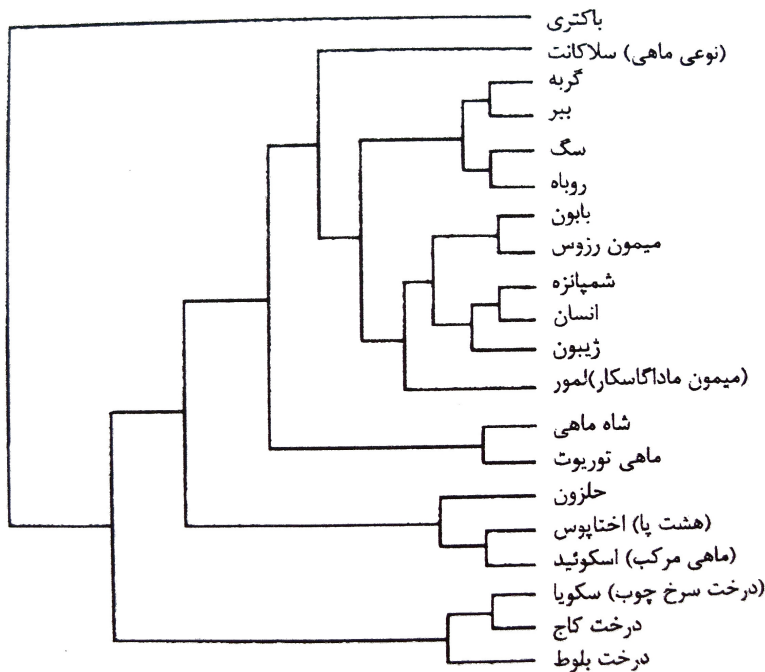 باکتری
(نوعی ماهی) سلاکانت
گربه
ببر
سگ
روباه
بابون
میمون رزوس
شمپانزه
انسان
ژیبون
(میمون ماداگاسکار)لمور
شاه ماهی
ماهی توریوت
حلزون
(هشت پا) اختاپوس
(ماهی مرکب) اسکوئید
(درخت سرخ چوب) سکویا
درخت کاج
درخت بلوط